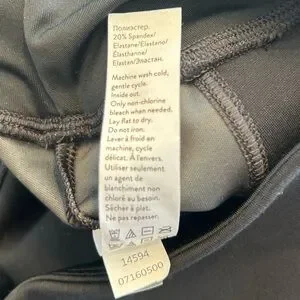 Полиэстер.
20% Spandex/
Elastane/Elastano/
Élasthanne/
Elastan/Эластан.
Machine wash cold,
gentle cycle.
Inside out.
Only non-chlorine
bleach when needed.
Lay flat to dry.
Do not iron.
Laver à froid en
machine, cycle
délicat. À l'envers.
Utiliser seulement
un agent de
blanchiment non
chloré au besoin.
Sécher à plat.
Ne pas repasser.
14594
07160500